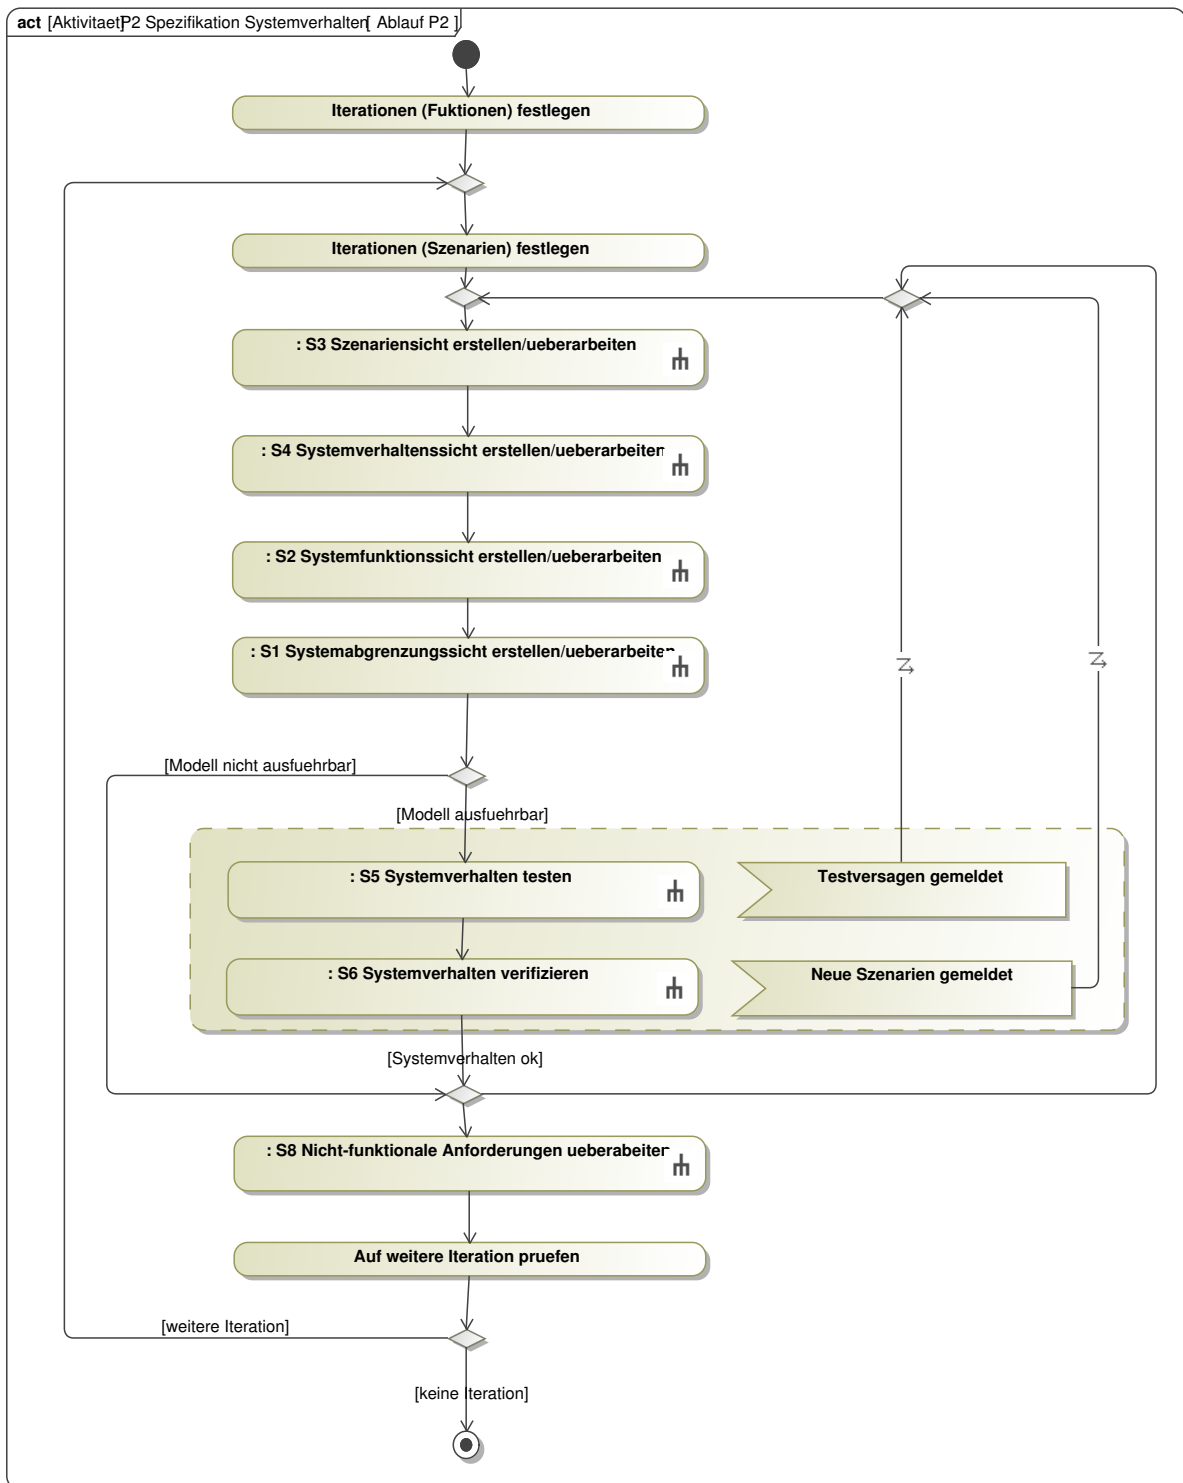 act [Aktivitaet]P2 Spezifikation Systemverhalten[ Ablauf P2 ]
Iterationen (Fuktionen) festlegen
Iterationen (Szenarien) festlegen
: S3 Szenariensicht erstellen/ueberarbeiten
: S4 Systemverhaltenssicht erstellen/ueberarbeiten
: S2 Systemfunktionssicht erstellen/ueberarbeiten
: S1 Systemabgrenzungssicht erstellen/ueberarbeiten
[Modell nicht ausfuehrbar]
[Modell ausfuehrbar]
: S5 Systemverhalten testen
Testversagen gemeldet
: S6 Systemverhalten verifizieren
Neue Szenarien gemeldet
[Systemverhalten ok]
: S8 Nicht-funktionale Anforderungen ueberabeiten
Auf weitere Iteration pruefen
[weitere Iteration]
[keine Iteration]